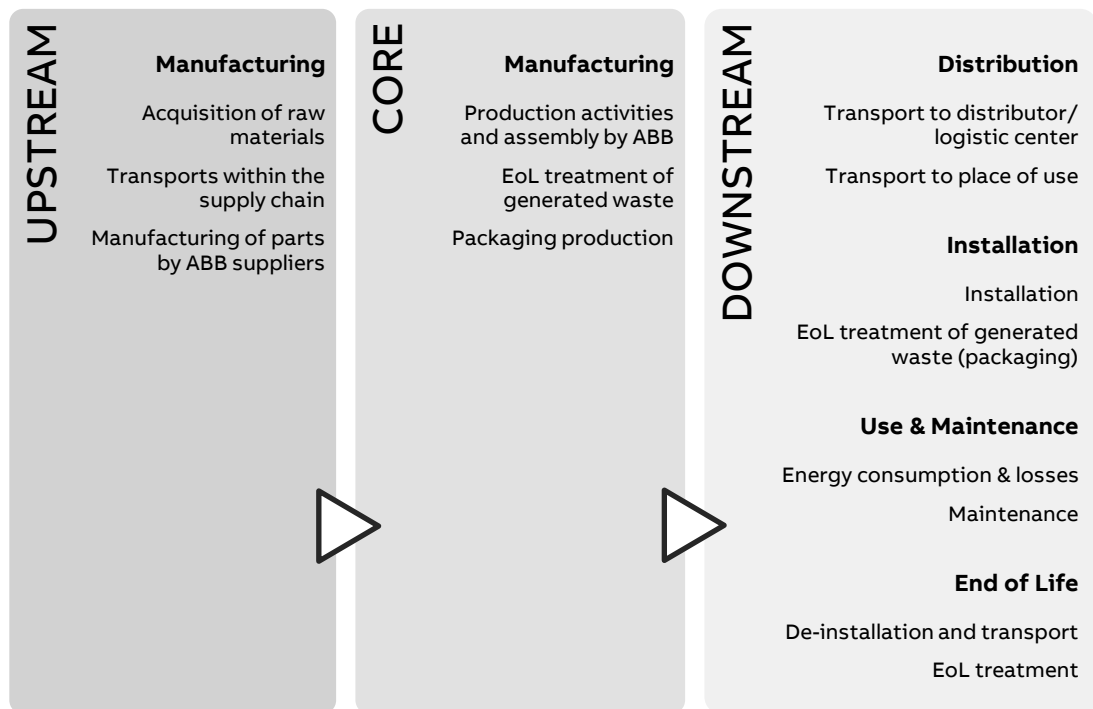 UPSTREAM
Manufacturing
Acquisition of raw
materials
Transports within the
supply chain
Manufacturing of parts
by ABB suppliers
CORE
Manufacturing
Production activities
and assembly by ABB
EoL treatment of
generated waste
Packaging production
DOWNSTREAM
Distribution
Transport to distributor/
logistic center
Transport to place of use
Installation
Installation
EoL treatment of generated
waste (packaging)
Use & Maintenance
Energy consumption & losses
Maintenance
End of Life
De-installation and transport
EoL treatment